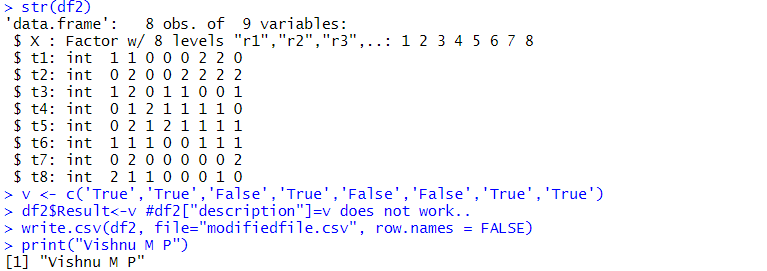 > str(df2)
'data.frame':   8 obs. of  9 variables:
 $ X : Factor w/ 8 levels "r1","r2","r3",..: 1 2 3 4 5 6 7 8
 $ t1: int  1 1 0 0 0 2 2 0
 $ t2: int  0 2 0 0 2 2 2 2
 $ t3: int  1 2 0 1 1 0 0 1
 $ t4: int  0 1 2 1 1 1 1 0
 $ t5: int  0 2 1 2 1 1 1 1
 $ t6: int  1 1 1 0 0 1 1 1
 $ t7: int  0 2 0 0 0 0 0 2
 $ t8: int  2 1 1 0 0 0 1 0
> v <- c('True','True','False','True','False','False','True','True')
> df2$Result<-v #df2["description"]=v does not work..
> write.csv(df2, file="modifiedfile.csv", row.names = FALSE)
> print("Vishnu M P")
[1] "Vishnu M P"